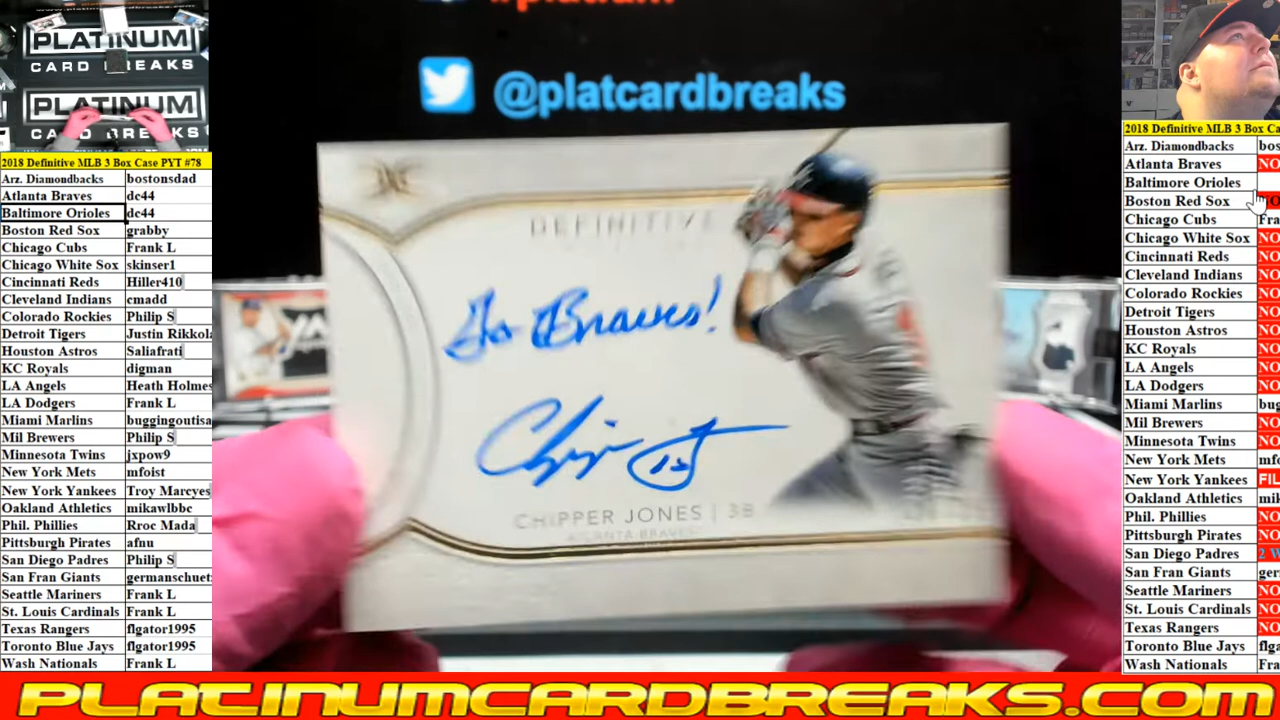 #platinum
@platcardbreaks
PLATINUM
CARD BREAKS
PLATINUM
CARD BREAKS
2018 Definitive MLB 3 Box Case PYT #78
Arz. Diamondbacks bostonsdad
Atlanta Braves dc44
Baltimore Orioles dc44
Boston Red Sox grabby
Chicago Cubs Frank L
Chicago White Sox skinser1
Cincinnati Reds Hiller410
Cleveland Indians cmadd
Colorado Rockies Philip S
Detroit Tigers Justin Rikkola
Houston Astros Saliafrati
KC Royals digman
LA Angels Heath Holmes
LA Dodgers Frank L
Miami Marlins buggingoutisa
Mil Brewers Philip S
Minnesota Twins jxpow9
New York Mets mfoist
New York Yankees Troy Marcyes
Oakland Athletics mikawlbbc
Phil. Phillies Rroc Mada
Pittsburgh Pirates afnu
San Diego Padres Philip S
San Fran Giants germanschuet
Seattle Mariners Frank L
St. Louis Cardinals Frank L
Texas Rangers flgator1995
Toronto Blue Jays flgator1995
Wash Nationals Frank L
DEFINITIVE
Go Braves!
Chipper J
10
CHIPPER JONES | 3B
ATLANTA BRAVES
2018 Definitive MLB 3 Box Ca
Arz. Diamondbacks bos
Atlanta Braves NO
Baltimore Orioles
Boston Red Sox NO
Chicago Cubs Fra
Chicago White Sox NO
Cincinnati Reds NO
Cleveland Indians NO
Colorado Rockies NO
Detroit Tigers NO
Houston Astros NO
KC Royals NO
LA Angels NO
LA Dodgers NO
Miami Marlins bug
Mil Brewers NO
Minnesota Twins NO
New York Mets mfo
New York Yankees FIL
Oakland Athletics mik
Phil. Phillies NO
Pittsburgh Pirates NO
San Diego Padres 2 W
San Fran Giants ger
Seattle Mariners NO
St. Louis Cardinals NO
Texas Rangers NO
Toronto Blue Jays flga
Wash Nationals Fra
PLATINUMCARDBREAKS.COM